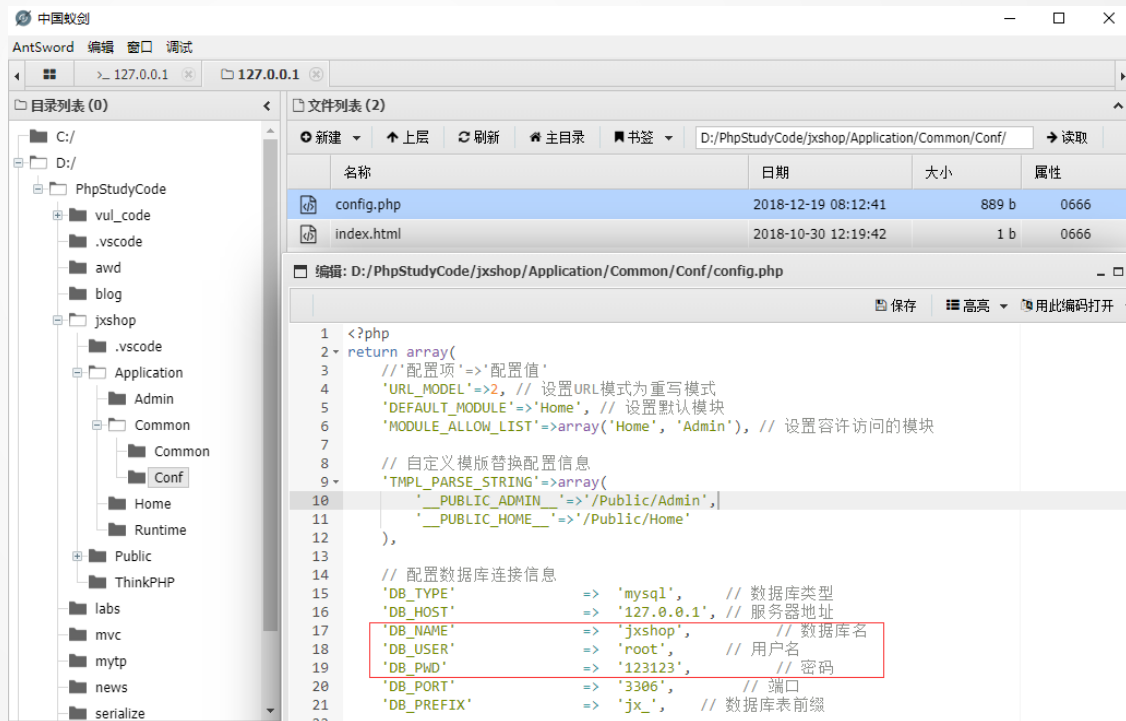 中国蚁剑
AntSword 编辑 窗口 调试
>_ 127.0.0.1 127.0.0.1
目录列表 (0)
C:/
D:/
PhpStudyCode
vul_code
.vscode
awd
blog
jxshop
.vscode
Application
Admin
Common
Common
Conf
Home
Runtime
Public
ThinkPHP
labs
mvc
mytp
news
serialize
文件列表 (2)
新建 上层 刷新 主目录 书签 D:/PhpStudyCode/jxshop/Application/Common/Conf/ 读取
名称 日期 大小 属性
config.php 2018-12-19 08:12:41 889 b 0666
index.html 2018-10-30 12:19:42 1 b 0666
编辑: D:/PhpStudyCode/jxshop/Application/Common/Conf/config.php
保存 高亮 用此编码打开
1 <?php
2 return array(
3 //'配置项'=>'配置值'
4 'URL_MODEL'=>2, // 设置URL模式为重写模式
5 'DEFAULT_MODULE'=>'Home', // 设置默认模块
6 'MODULE_ALLOW_LIST'=>array('Home', 'Admin'), // 设置容许访问的模块
7
8 // 自定义模版替换配置信息
9 'TMPL_PARSE_STRING'=>array(
10 '__PUBLIC_ADMIN__'=>'/Public/Admin',
11 '__PUBLIC_HOME__'=>'/Public/Home'
12 ),
13
14 // 配置数据库连接信息
15 'DB_TYPE' => 'mysql', // 数据库类型
16 'DB_HOST' => '127.0.0.1', // 服务器地址
17 'DB_NAME' => 'jxshop', // 数据库名
18 'DB_USER' => 'root', // 用户名
19 'DB_PWD' => '123123', // 密码
20 'DB_PORT' => '3306', // 端口
21 'DB_PREFIX' => 'jx_', // 数据库表前缀